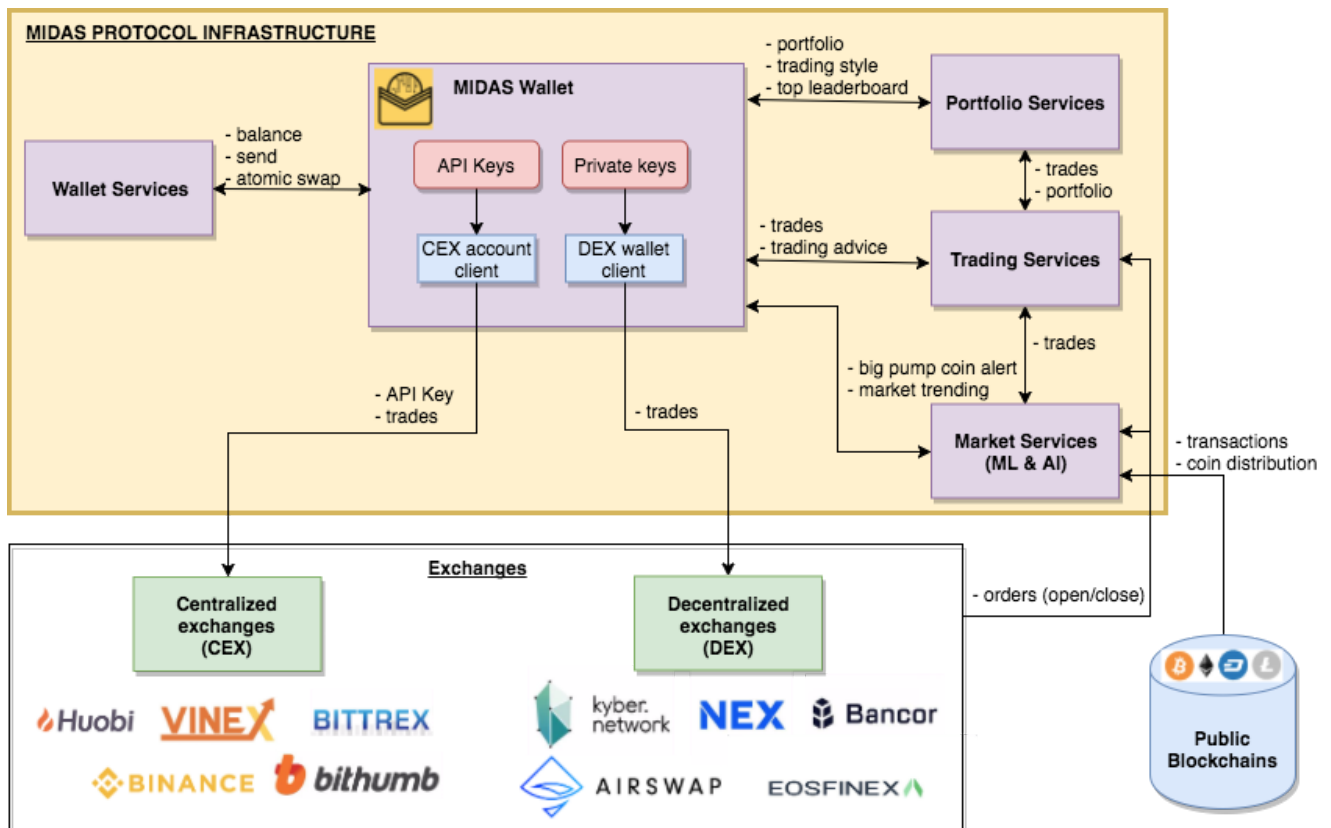 MIDAS PROTOCOL INFRASTRUCTURE
MIDAS Wallet
API Keys
Private keys
CEX account
client
DEX wallet
client
Wallet Services
- balance
- send
- atomic swap
- portfolio
- trading style
- top leaderboard
Portfolio Services
- trades
- portfolio
- trades
- trading advice
Trading Services
- trades
- big pump coin alert
- market trending
Market Services
(ML & AI)
- API Key
- trades
- trades
- transactions
- coin distribution
Exchanges
Centralized
exchanges
(CEX)
Decentralized
exchanges
(DEX)
- orders (open/close)
Huobi
VINEX
BITTREX
BINANCE
bithumb
kyber.
network
NEX
Bancor
AIRSWAP
EOSFINEX
Public
Blockchains